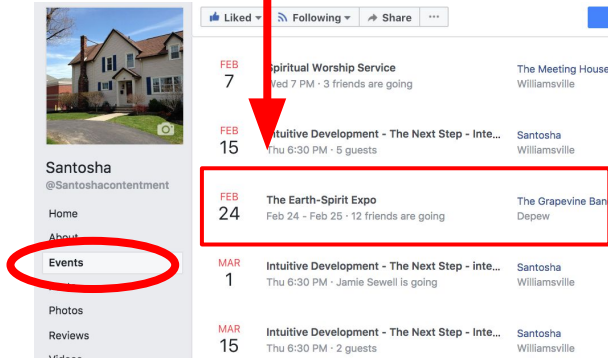 Liked
Following
Share
FEB
7
Spiritual Worship Service
Wed 7 PM · 3 friends are going
The Meeting House
Williamsville
FEB
15
Intuitive Development - The Next Step - Inte...
Thu 6:30 PM · 5 guests
Santosha
Williamsville
Santosha
@Santoshacontentment
Home
About
Events
Photos
Reviews
Videos
FEB
24
The Earth-Spirit Expo
Feb 24 - Feb 25 · 12 friends are going
The Grapevine Ban
Depew
MAR
1
Intuitive Development - The Next Step - inte...
Thu 6:30 PM · Jamie Sewell is going
Santosha
Williamsville
MAR
15
Intuitive Development - The Next Step - Inte...
Thu 6:30 PM · 2 guests
Santosha
Williamsville